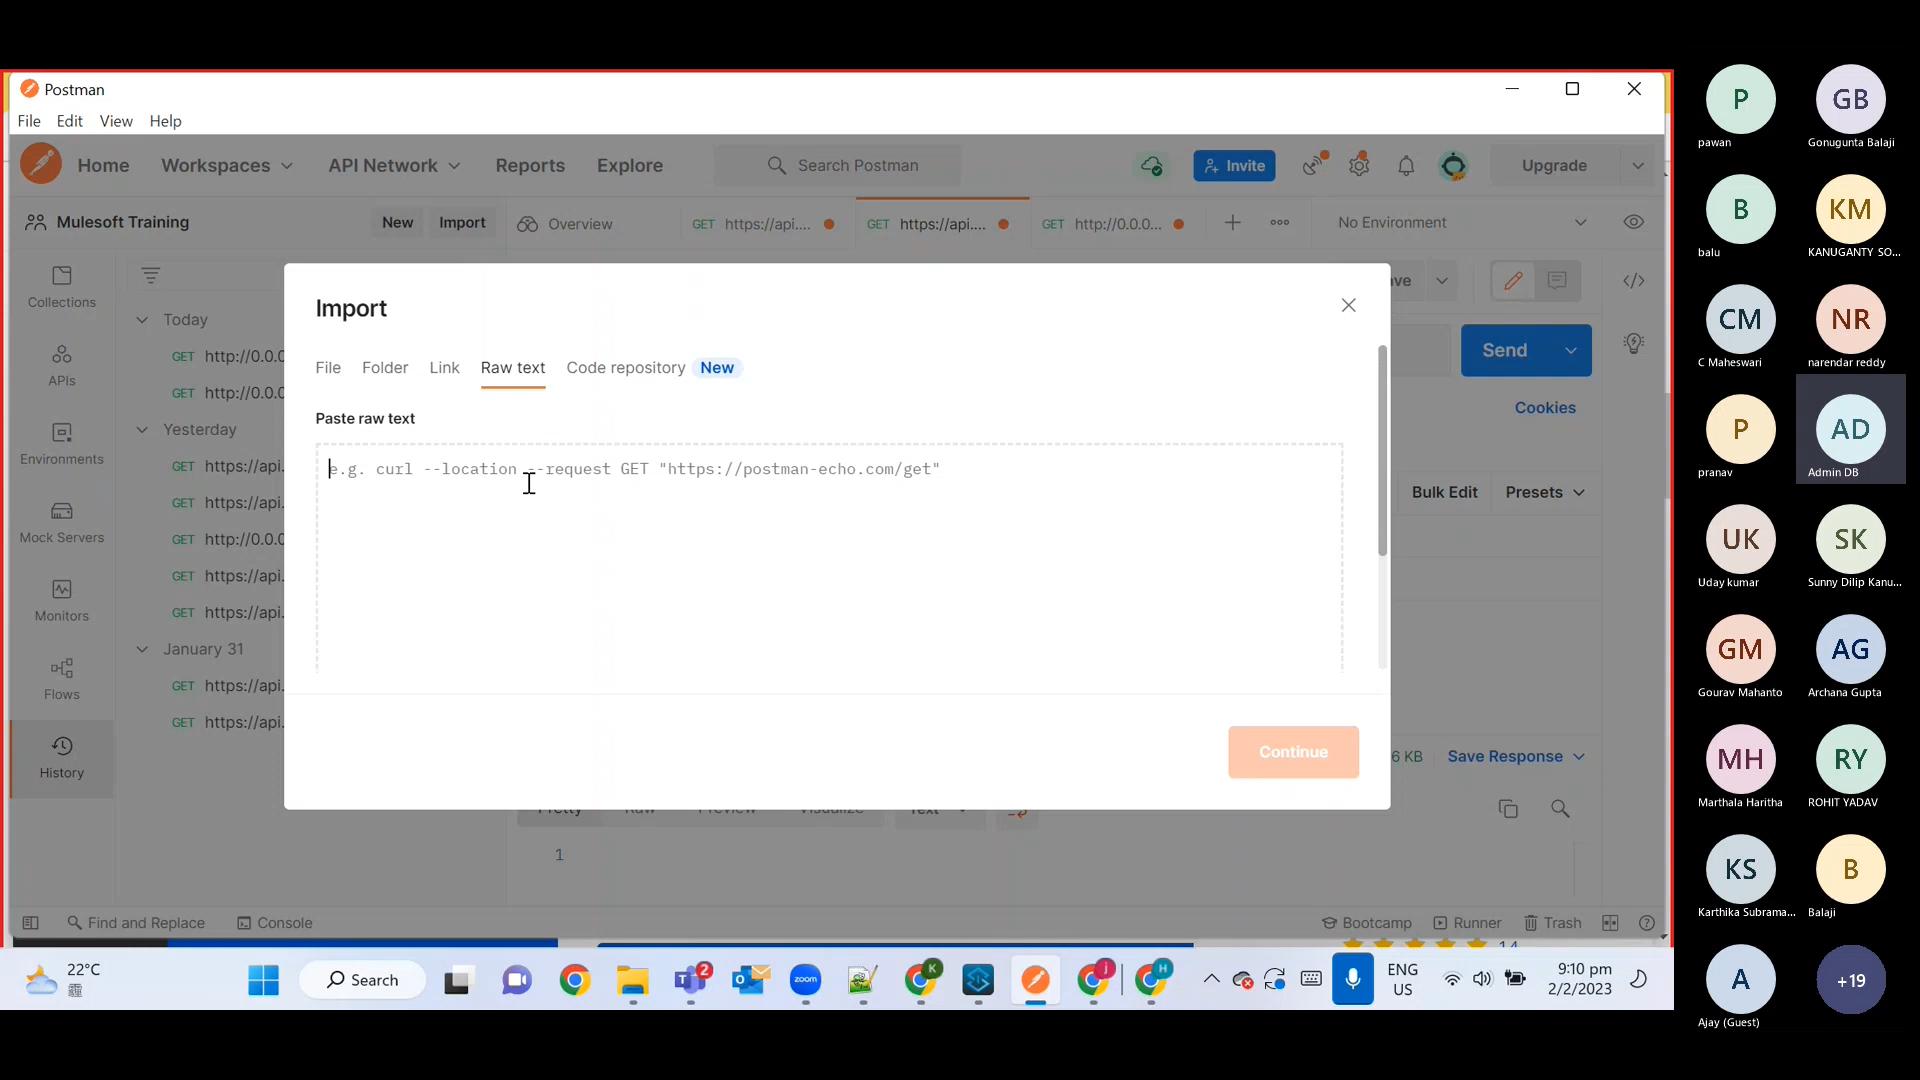 Postman
File Edit View Help
Home Workspaces API Network Reports Explore Search Postman Invite Upgrade
Mulesoft Training New Import Overview GET https://api.... GET https://api.... GET http://0.0.0... No Environment
Collections
APIs
Environments
Mock Servers
Monitors
Flows
History
Today
GET http://0.0.0
GET http://0.0.0
Yesterday
GET https://api.
GET https://api.
GET http://0.0.0
GET https://api.
GET https://api.
January 31
GET https://api.
GET https://api.
Import
File Folder Link Raw text Code repository New
Paste raw text
e.g. curl --location --request GET "https://postman-echo.com/get"
Continue
Send
Cookies
Bulk Edit Presets
6 KB Save Response
1
Find and Replace Console Bootcamp Runner Trash
14
22°C
霾
Search
zoom
2
K
J
H
ENG
US
9:10 pm
2/2/2023
P GB
pawan Gonugunta Balaji
B KM
balu KANUGANTY SO...
CM NR
C Maheswari narendar reddy
P AD
pranav Admin DB
UK SK
Uday kumar Sunny Dilip Kanu...
GM AG
Gourav Mahanto Archana Gupta
MH RY
Marthala Haritha ROHIT YADAV
KS B
Karthika Subrama... Balaji
A +19
Ajay (Guest)